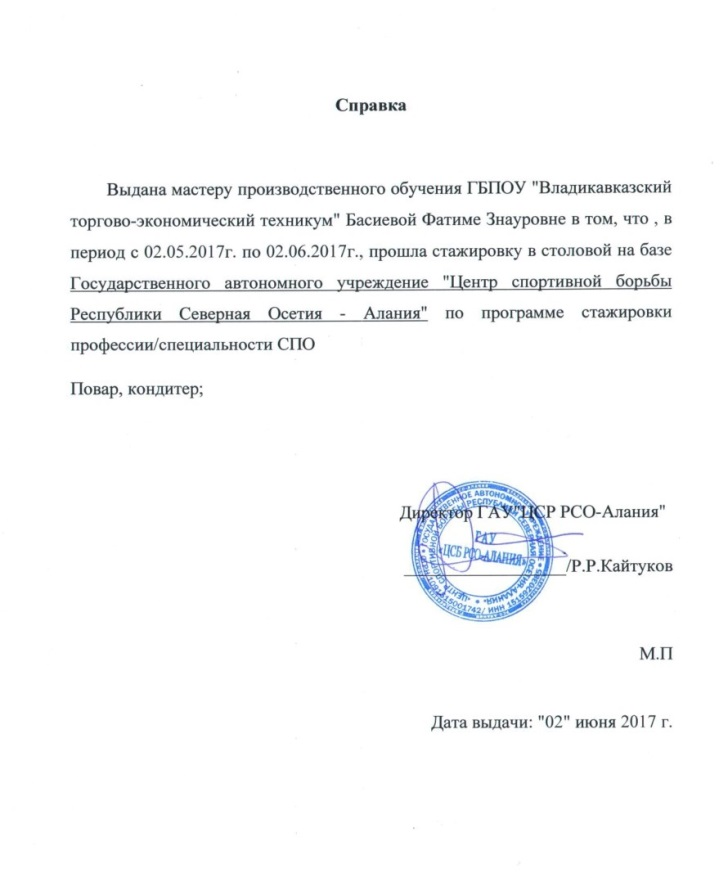 Справка
Выдана мастеру производственного обучения ГБПОУ "Владикавказский
торгово-экономический техникум" Басиевой Фатиме Знауровне в том, что , в
период с 02.05.2017г. по 02.06.2017г., прошла стажировку в столовой на базе
Государственного автономного учреждение "Центр спортивной борьбы
Республики Северная Осетия - Алания" по программе стажировки
профессии/специальности СПО
Повар, кондитер;
Директор ГАУ"ЦСР РСО-Алания"
ГАУ
«ЦСБ РСО-АЛАНИЯ»
/Р.Р.Кайтуков
М.П
Дата выдачи: "02" июня 2017 г.